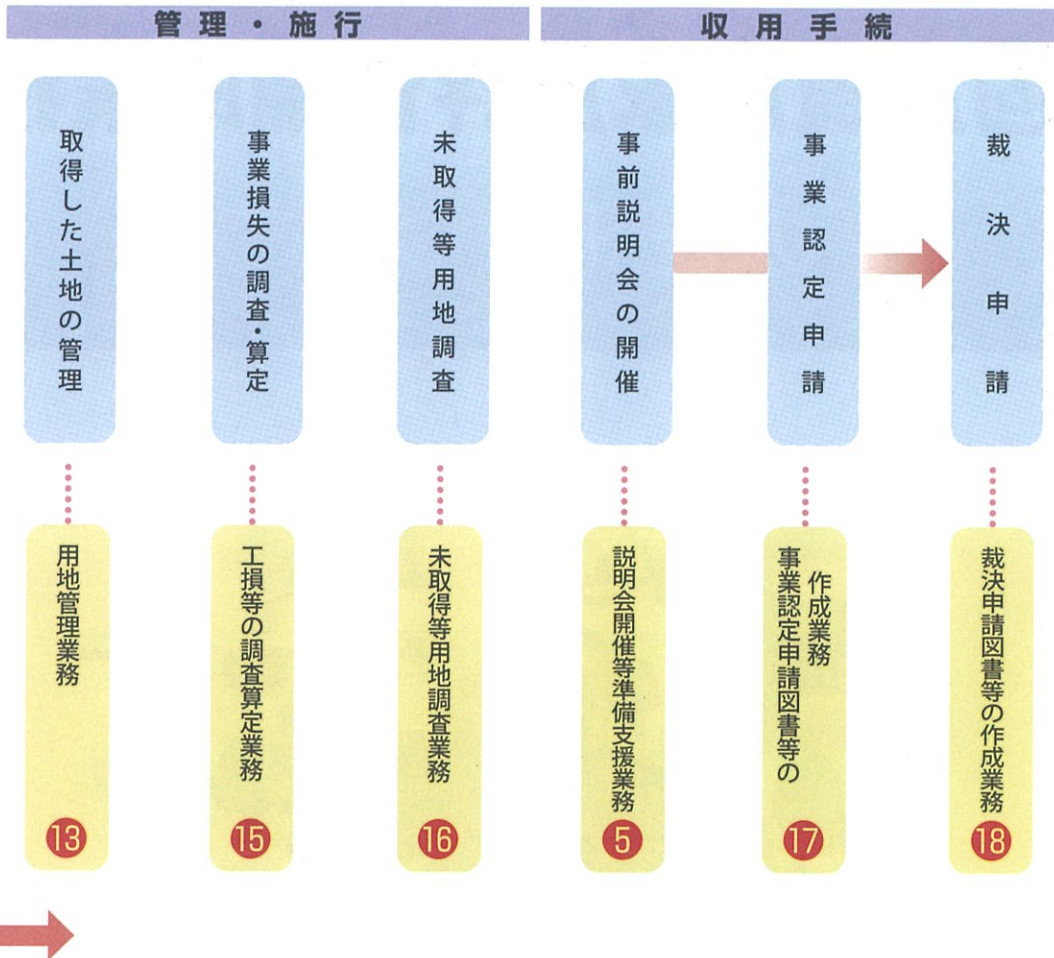 管理・施行
収用手続
取得した土地の管理
事業損失の調査・算定
未取得等用地調査
事前説明会の開催
事業認定申請
裁決申請
用地管理業務
13
工損等の調査算定業務
15
未取得等用地調査業務
16
説明会開催等準備支援業務
5
事業認定申請図書等の
作成業務
17
裁決申請図書等の作成業務
18